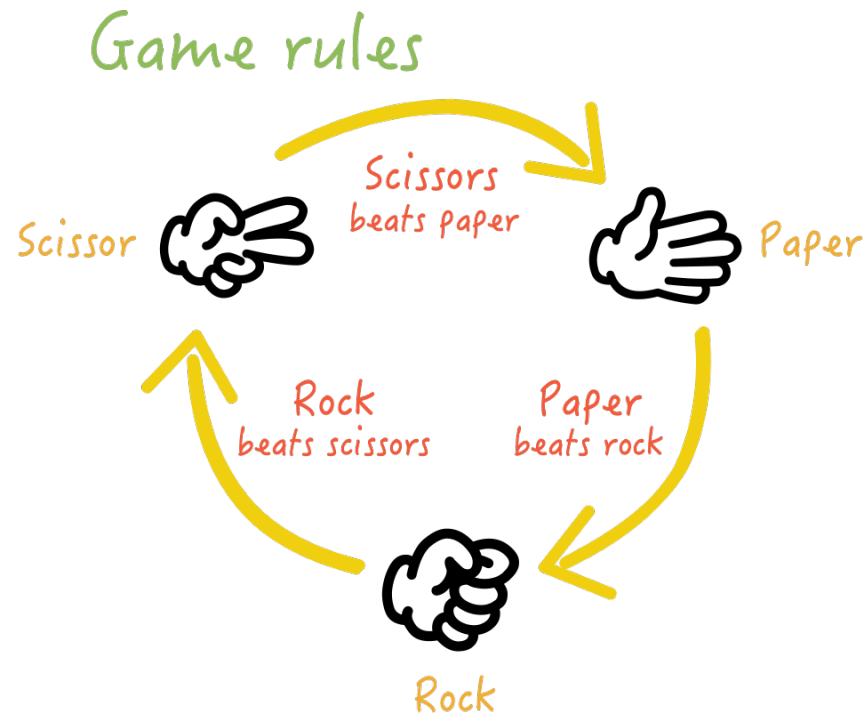 Game rules
Scissors
beats paper
Scissor
Paper
Rock
beats scissors
Paper
beats rock
Rock